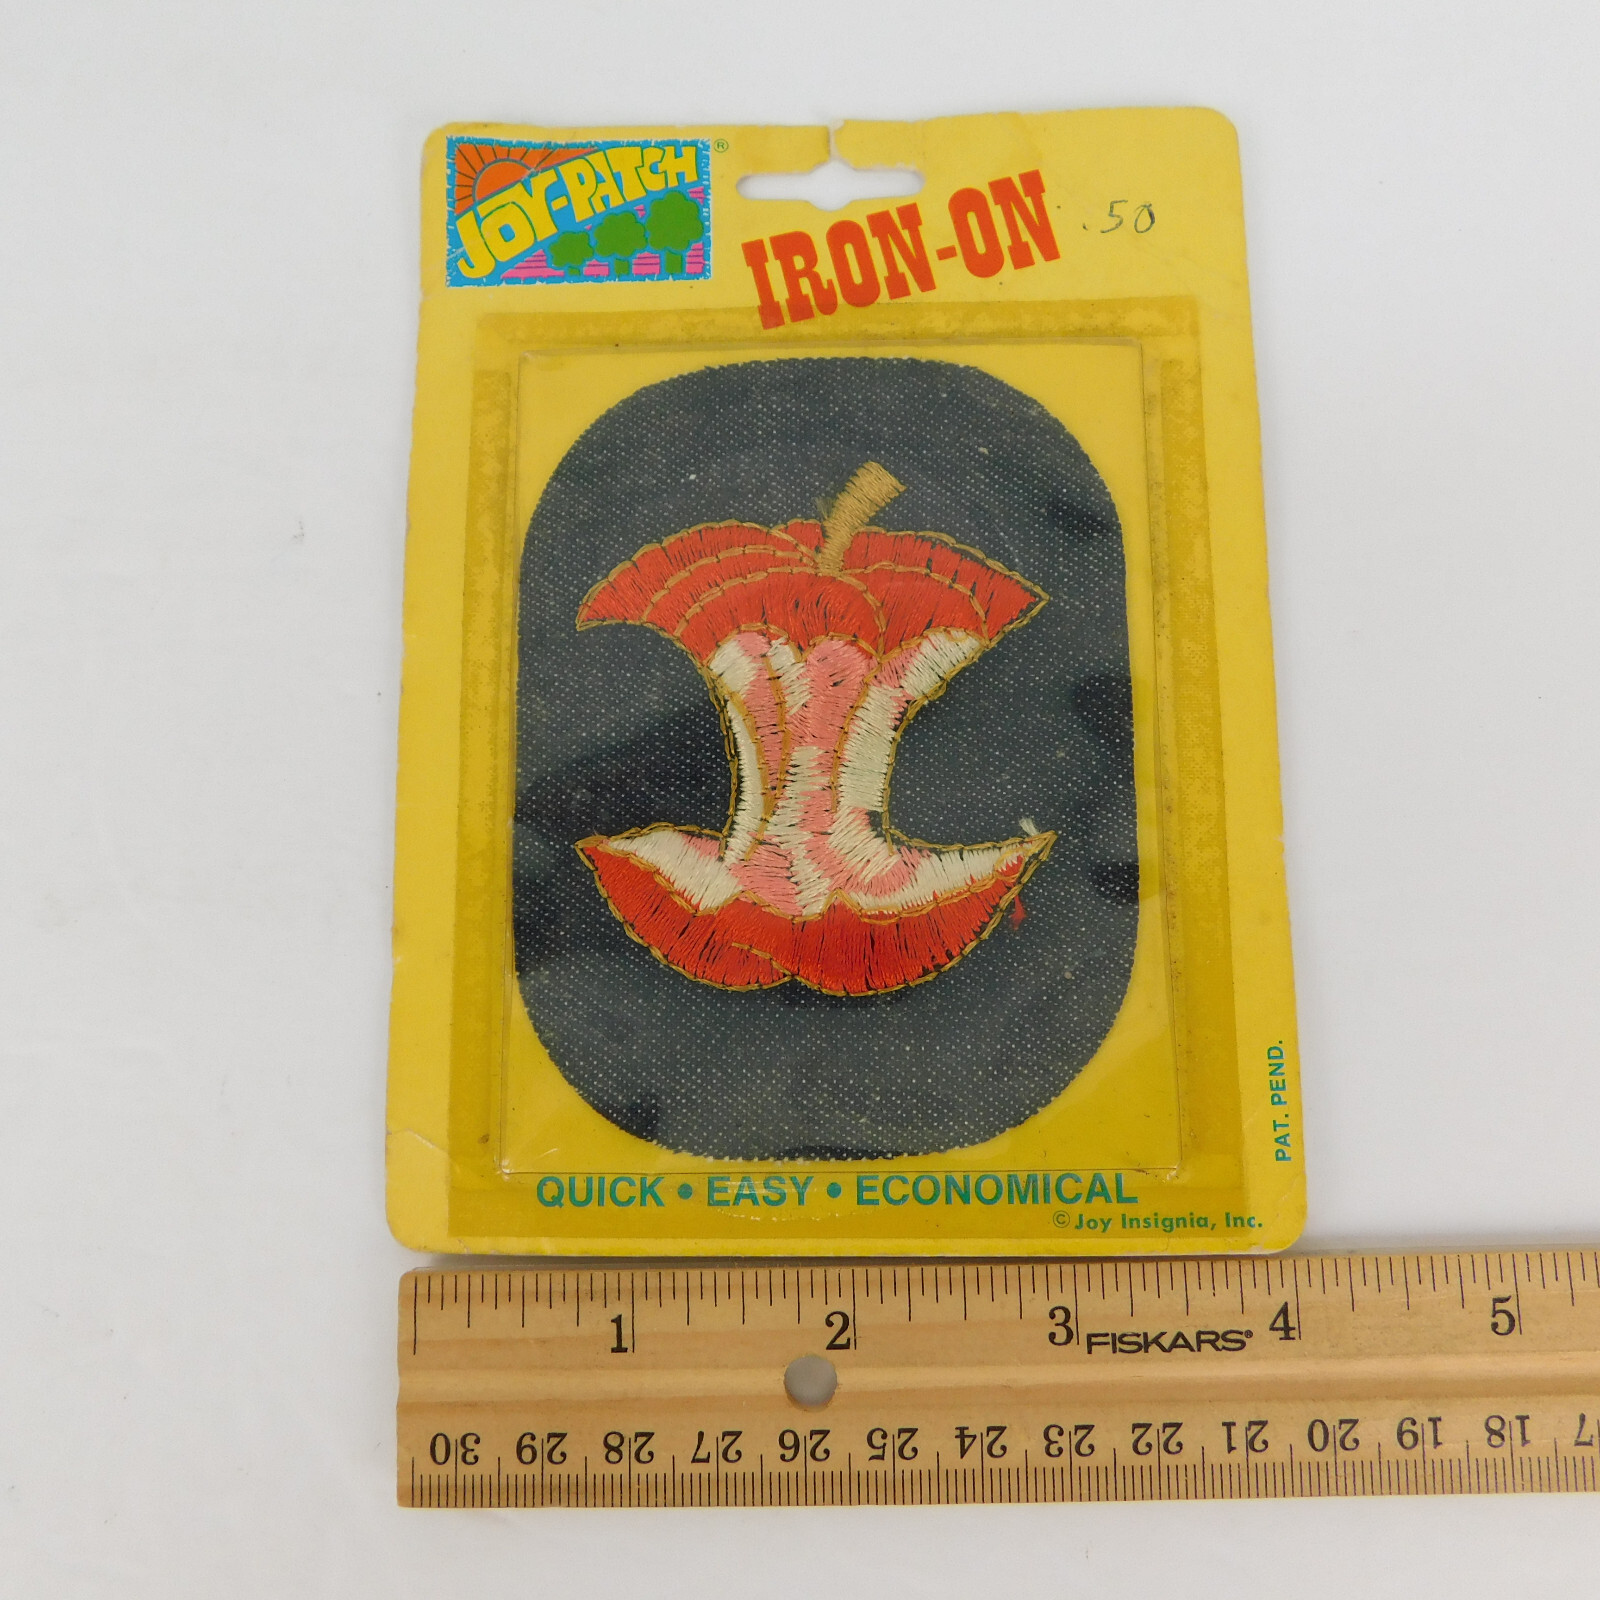 JOY-PATCH®
IRON-ON
.50
PAT. PEND.
QUICK • EASY • ECONOMICAL
© Joy Insignia, Inc.
1 2 3 FISKARS® 4 5
30 29 28 27 26 25 24 23 22 21 20 19 18 17